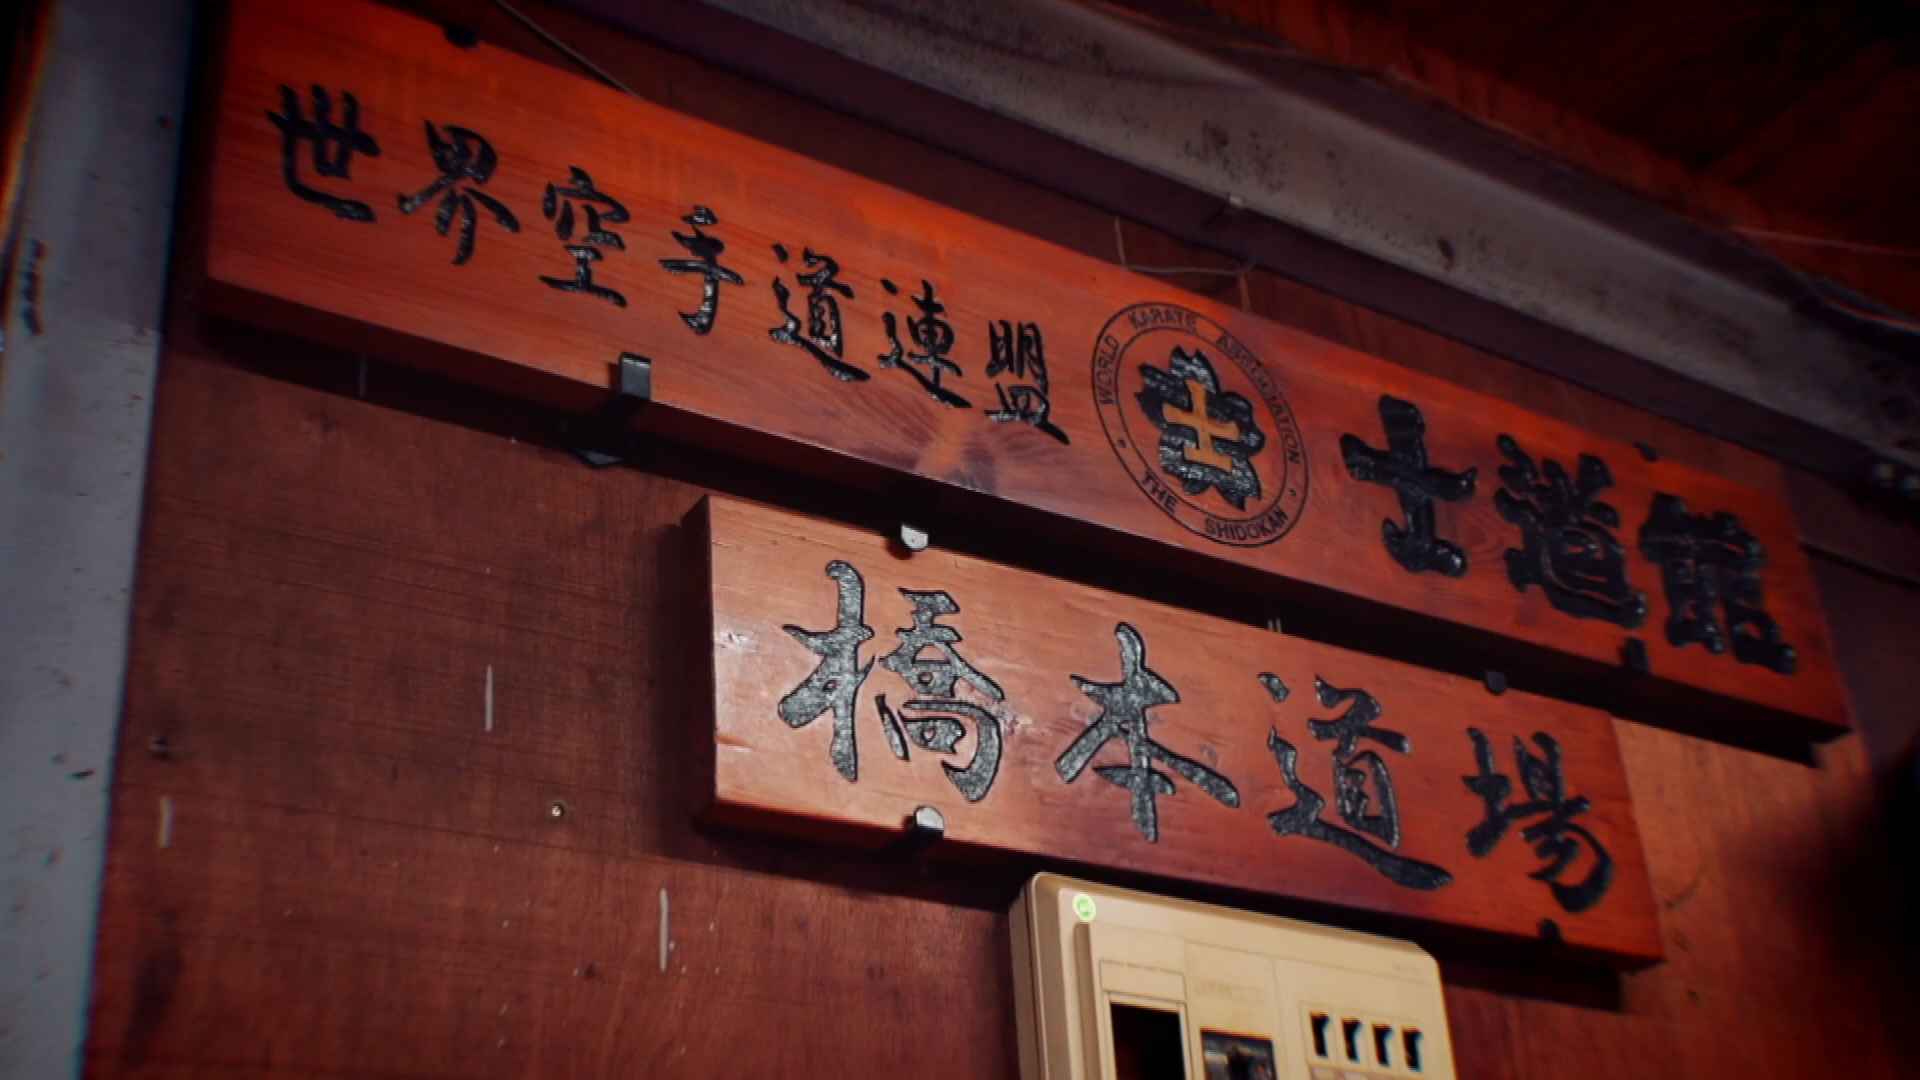 世界空手道連盟
WORLD KARATE ASSOCIATION
士
THE SHIDOKAN
士道館
橋本道場